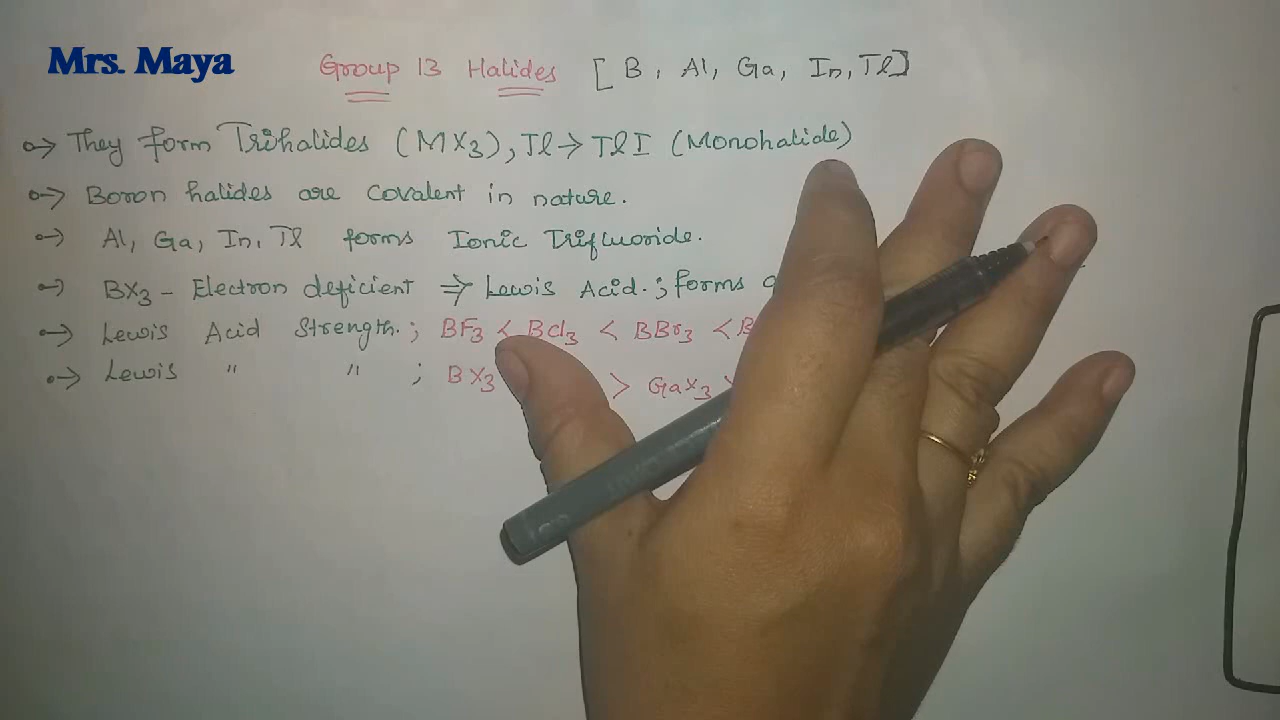 Mrs. Maya
Group 13 Halides [B, Al, Ga, In, Tl]
They form Trihalides (MX3), Tl → TlI (Monohalide)
Boron halides are covalent in nature.
Al, Ga, In, Tl forms Ionic Trifluoride.
BX3 - Electron deficient ⇒ Lewis Acid.; forms
Lewis Acid Strength. ; BF3 < BCl3 < BBr3 <
Lewis " " ; BX3 > GaX3 >